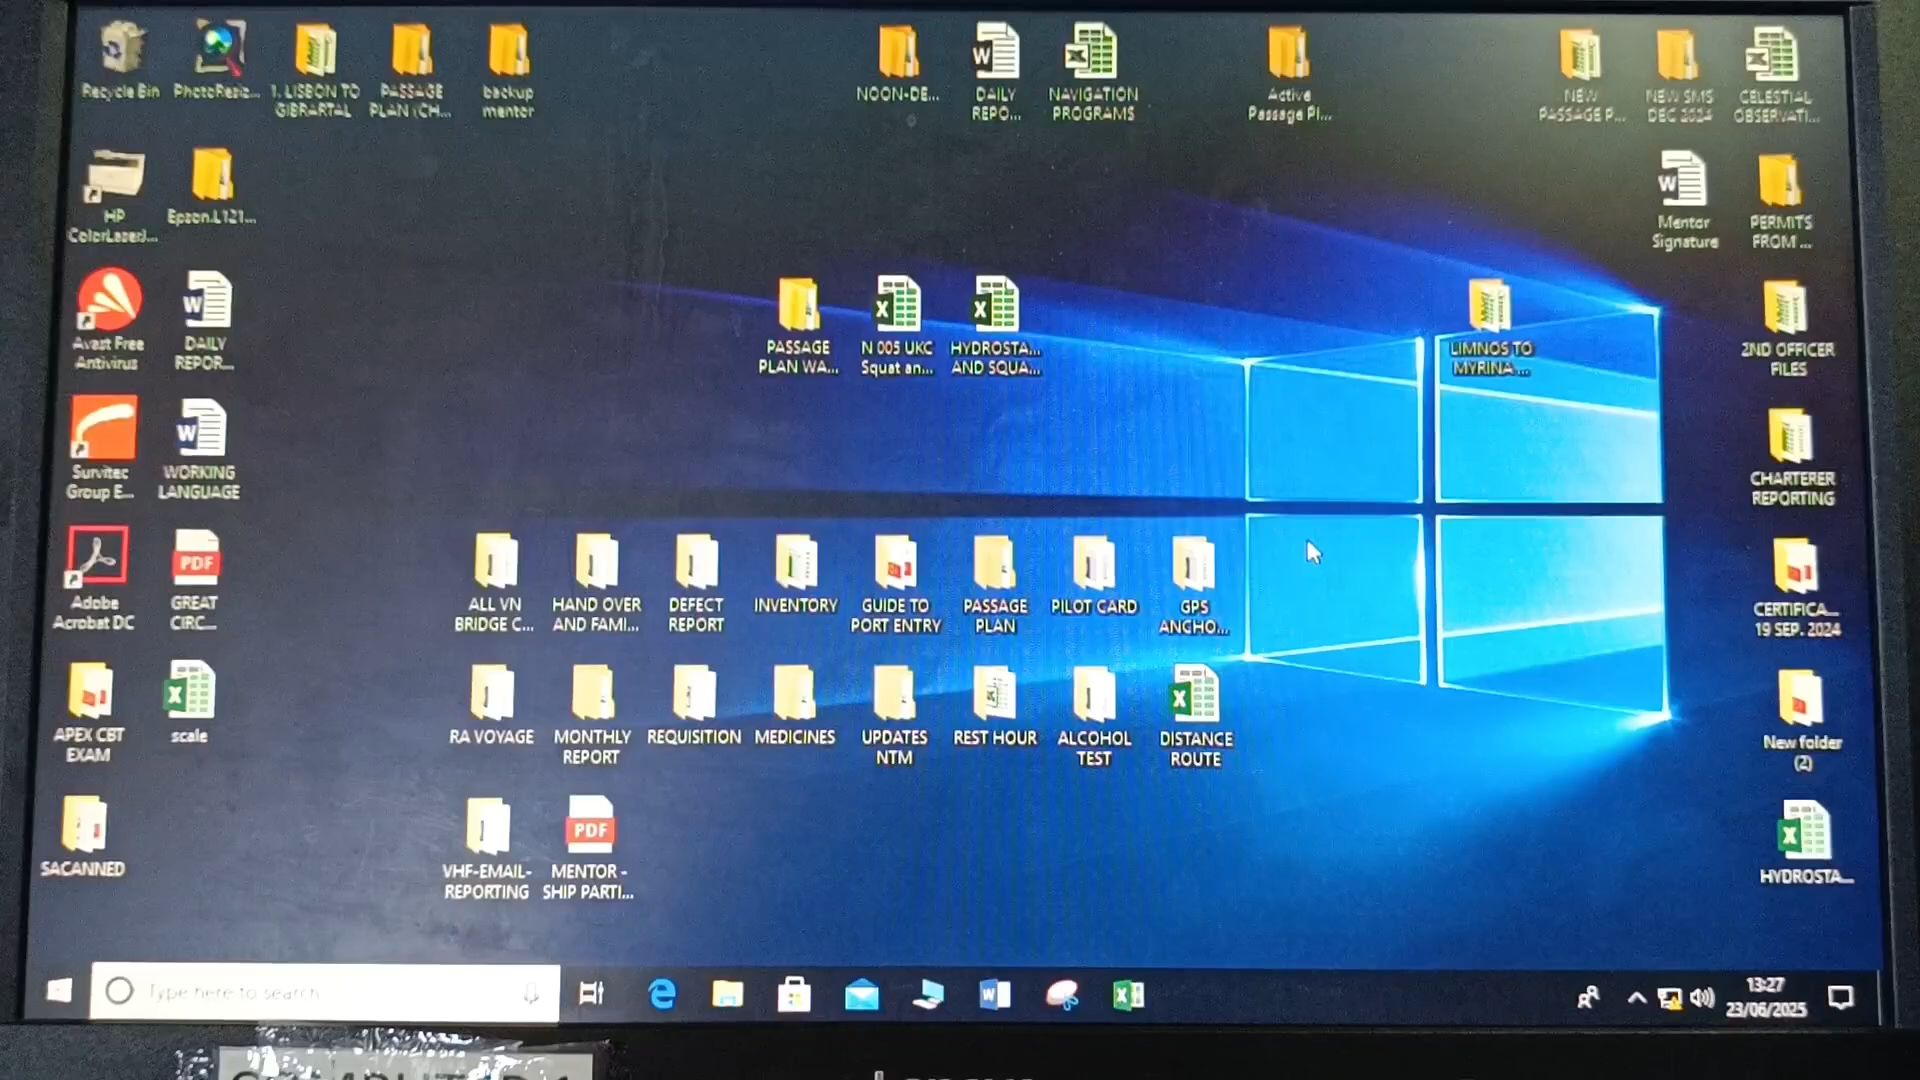 Recycle Bin
PhotoResiz...
1. LISBON TO
GIBRARTAL
PASSAGE
PLAN (CH...
backup
mentor
NOON-DE...
DAILY
REPO...
NAVIGATION
PROGRAMS
Active
Passage Pl...
NEW
PASSAGE P...
NEW SMS
DEC 2024
CELESTIAL
OBSERVATI...
HP
ColorLaserJ...
Epson.L121...
Mentor
Signature
PERMITS
FROM ...
Avast Free
Antivirus
DAILY
REPOR...
PASSAGE
PLAN WA...
N 005 UKC
Squat an...
HYDROSTA...
AND SQUA...
LIMNOS TO
MYRINA ...
2ND OFFICER
FILES
Survitec
Group E...
WORKING
LANGUAGE
CHARTERER
REPORTING
Adobe
Acrobat DC
PDF
GREAT
CIRC...
ALL VN
BRIDGE C...
HAND OVER
AND FAMI...
DEFECT
REPORT
INVENTORY
GUIDE TO
PORT ENTRY
PASSAGE
PLAN
PILOT CARD
GPS
ANCHO...
CERTIFICA...
19 SEP. 2024
APEX CBT
EXAM
scale
RA VOYAGE
MONTHLY
REPORT
REQUISITION
MEDICINES
UPDATES
NTM
REST HOUR
ALCOHOL
TEST
DISTANCE
ROUTE
New folder
(2)
SACANNED
VHF-EMAIL-
REPORTING
PDF
MENTOR -
SHIP PARTI...
HYDROSTA...
Type here to search
13:27
23/06/2025